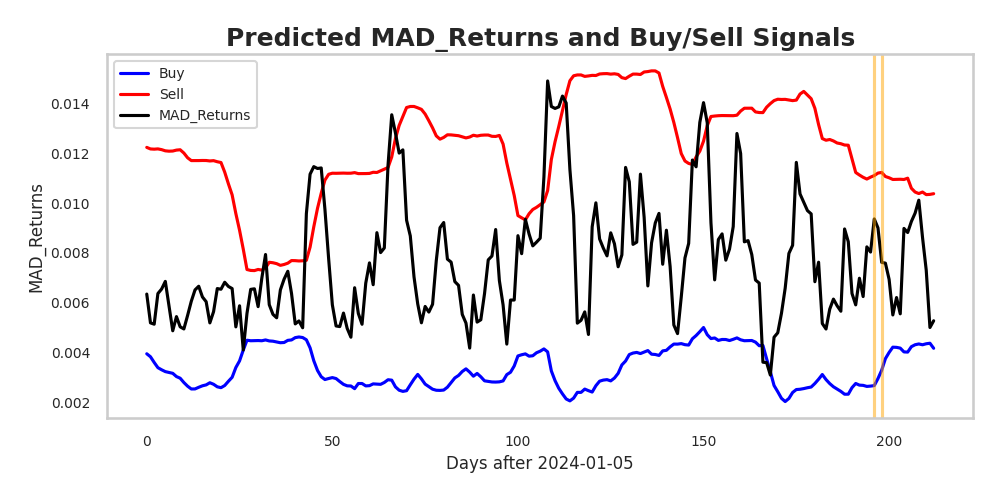 Predicted MAD_Returns and Buy/Sell Signals
Buy
Sell
MAD_Returns
MAD_Returns
0.014
0.012
0.010
0.008
0.006
0.004
0.002
0 50 100 150 200
Days after 2024-01-05